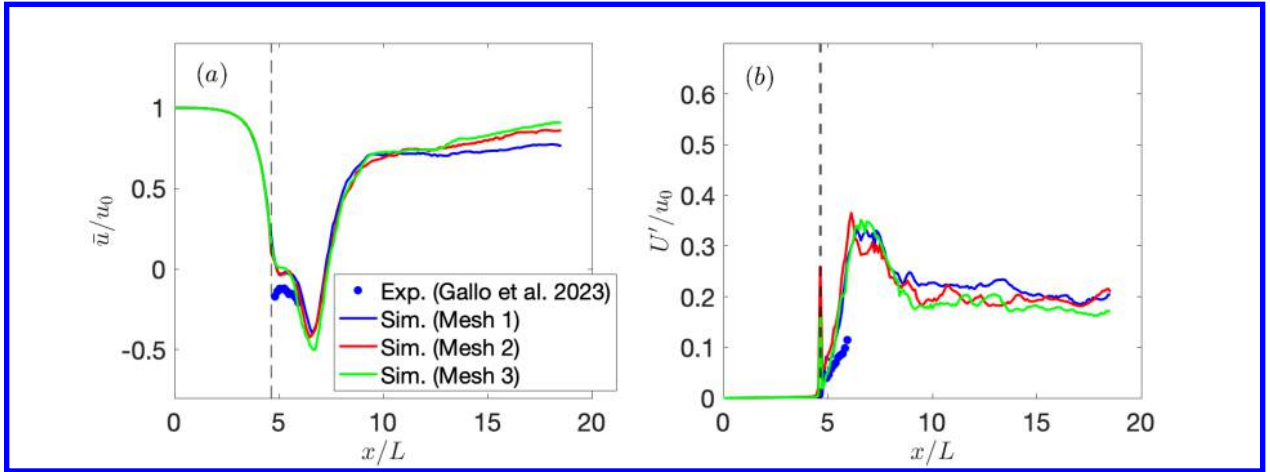 (a)
1
0.5
0
-0.5
0 5 10 15 20
x/L
ū/u₀
Exp. (Gallo et al. 2023)
Sim. (Mesh 1)
Sim. (Mesh 2)
Sim. (Mesh 3)
(b)
0.6
0.5
0.4
0.3
0.2
0.1
0
0 5 10 15 20
x/L
U′/u₀